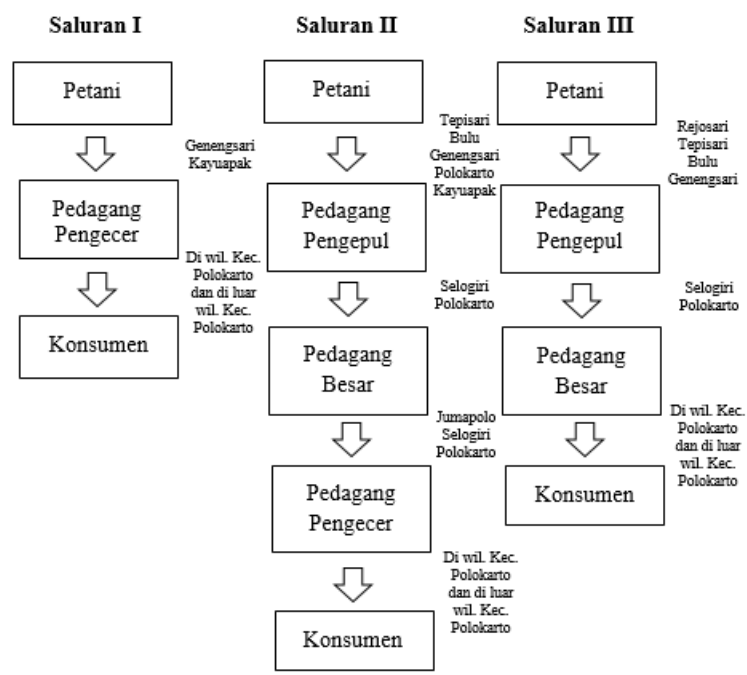 Saluran I
Petani
Genengsari
Kayuapak
Pedagang
Pengecer
Di wil. Kec.
Polokarto
dan di luar
wil. Kec.
Polokarto
Konsumen
Saluran II
Petani
Tepisari
Bulu
Genengsari
Polokarto
Kayuapak
Pedagang
Pengepul
Selogiri
Polokarto
Pedagang
Besar
Jumapolo
Selogiri
Polokarto
Pedagang
Pengecer
Di wil. Kec.
Polokarto
dan di luar
wil. Kec.
Polokarto
Konsumen
Saluran III
Petani
Rejosari
Tepisari
Bulu
Genengsari
Pedagang
Pengepul
Selogiri
Polokarto
Pedagang
Besar
Di wil. Kec.
Polokarto
dan di luar
wil. Kec.
Polokarto
Konsumen